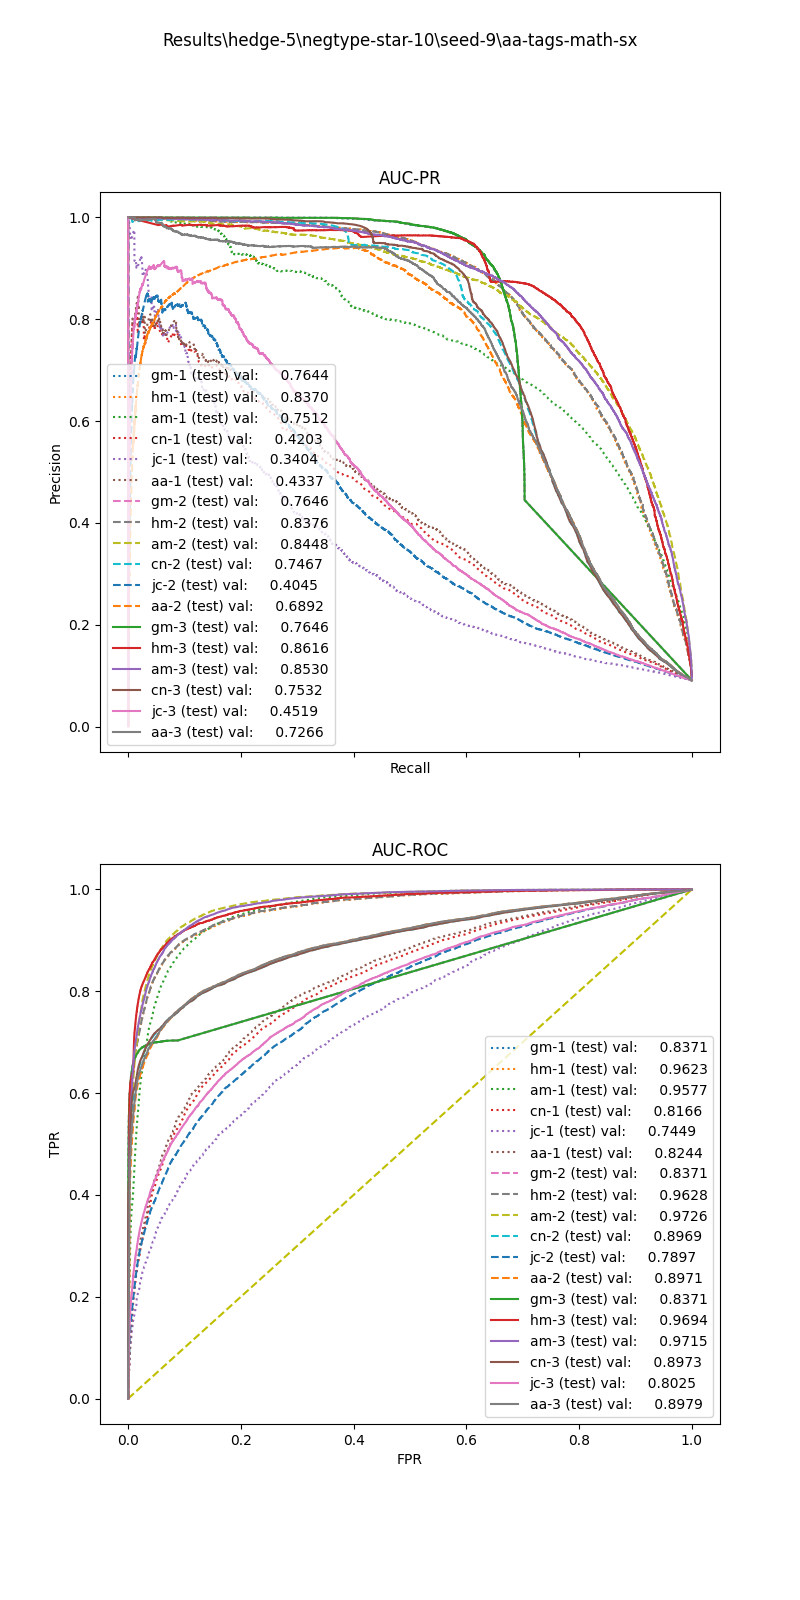 Results\hedge-5\negtype-star-10\seed-9\aa-tags-math-sx
AUC-PR
1.0
0.8
0.6
0.4
0.2
0.0
Precision
gm-1 (test) val: 0.7644
hm-1 (test) val: 0.8370
am-1 (test) val: 0.7512
cn-1 (test) val: 0.4203
jc-1 (test) val: 0.3404
aa-1 (test) val: 0.4337
gm-2 (test) val: 0.7646
hm-2 (test) val: 0.8376
am-2 (test) val: 0.8448
cn-2 (test) val: 0.7467
jc-2 (test) val: 0.4045
aa-2 (test) val: 0.6892
gm-3 (test) val: 0.7646
hm-3 (test) val: 0.8616
am-3 (test) val: 0.8530
cn-3 (test) val: 0.7532
jc-3 (test) val: 0.4519
aa-3 (test) val: 0.7266
Recall
AUC-ROC
1.0
0.8
0.6
0.4
0.2
0.0
TPR
gm-1 (test) val: 0.8371
hm-1 (test) val: 0.9623
am-1 (test) val: 0.9577
cn-1 (test) val: 0.8166
jc-1 (test) val: 0.7449
aa-1 (test) val: 0.8244
gm-2 (test) val: 0.8371
hm-2 (test) val: 0.9628
am-2 (test) val: 0.9726
cn-2 (test) val: 0.8969
jc-2 (test) val: 0.7897
aa-2 (test) val: 0.8971
gm-3 (test) val: 0.8371
hm-3 (test) val: 0.9694
am-3 (test) val: 0.9715
cn-3 (test) val: 0.8973
jc-3 (test) val: 0.8025
aa-3 (test) val: 0.8979
0.0 0.2 0.4 0.6 0.8 1.0
FPR